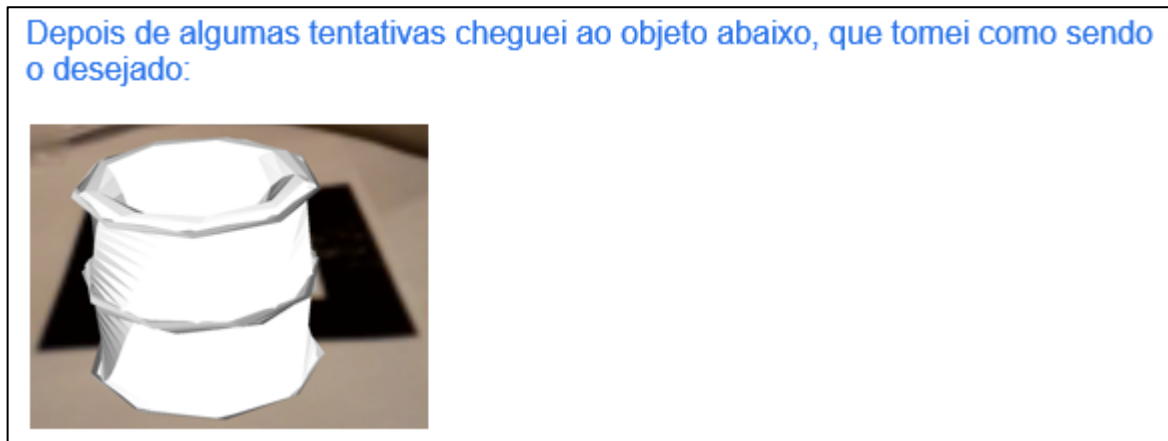 Depois de algumas tentativas cheguei ao objeto abaixo, que tomei como sendo
o desejado: